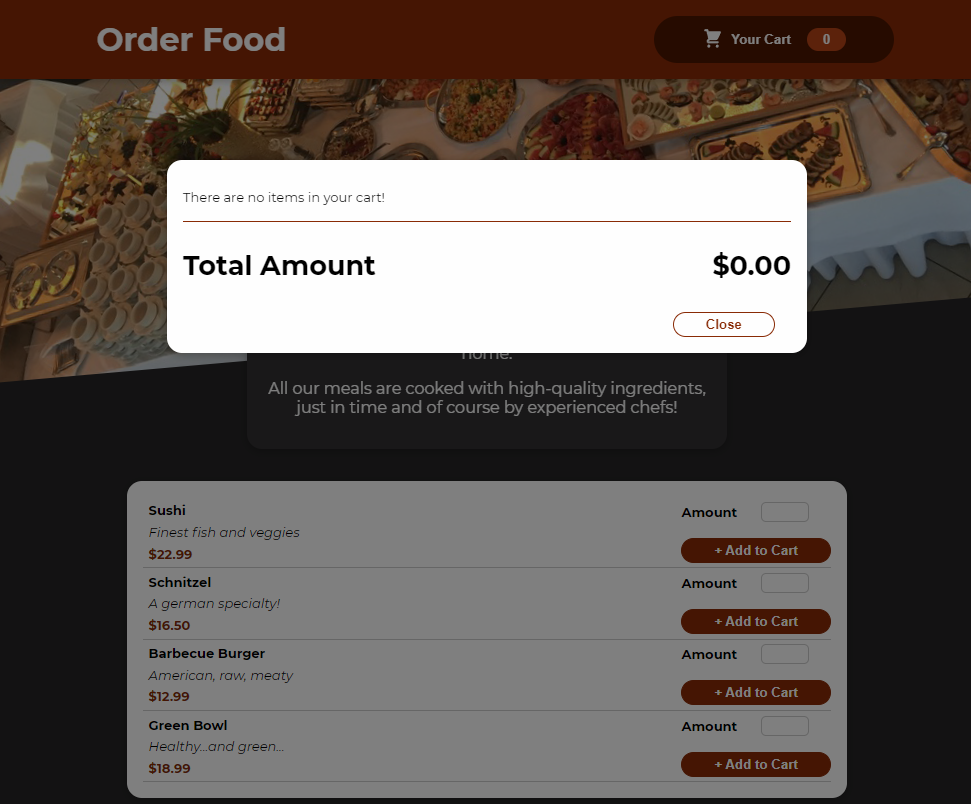 Order Food
Your Cart 0
There are no items in your cart!
Total Amount $0.00
Close
home.
All our meals are cooked with high-quality ingredients,
just in time and of course by experienced chefs!
Sushi
Amount
Finest fish and veggies
+ Add to Cart
$22.99
Schnitzel
Amount
A german specialty!
+ Add to Cart
$16.50
Barbecue Burger
Amount
American, raw, meaty
+ Add to Cart
$12.99
Green Bowl
Amount
Healthy...and green...
+ Add to Cart
$18.99